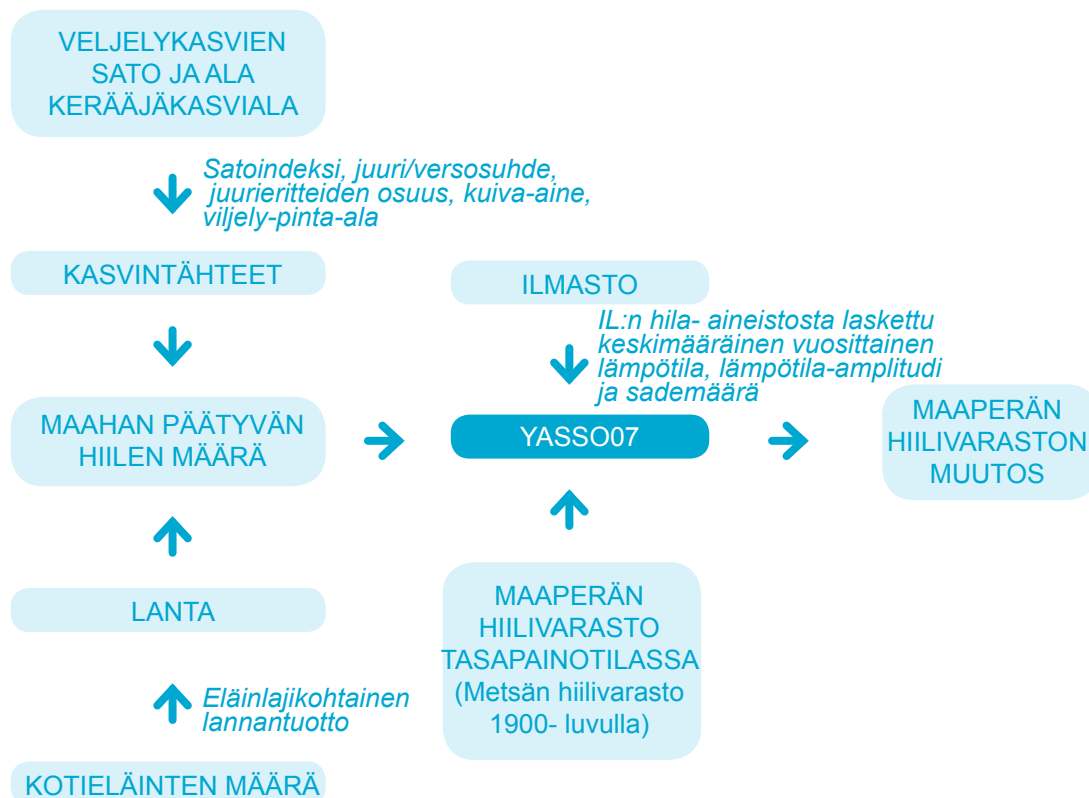 VELJELYKASVIEN
SATO JA ALA
KERÄÄJÄKASVIALA
Satoindeksi, juuri/versosuhde,
juurieritteiden osuus, kuiva-aine,
viljely-pinta-ala
KASVINTÄHTEET
ILMASTO
IL:n hila- aineistosta laskettu
keskimääräinen vuosittainen
lämpötila, lämpötila-amplitudi
ja sademäärä
MAAHAN PÄÄTYVÄN
HIILEN MÄÄRÄ
YASSO07
MAAPERÄN
HIILIVARASTON
MUUTOS
LANTA
MAAPERÄN
HIILIVARASTO
TASAPAINOTILASSA
(Metsän hiilivarasto
1900- luvulla)
Eläinlajikohtainen
lannantuotto
KOTIELÄINTEN MÄÄRÄ